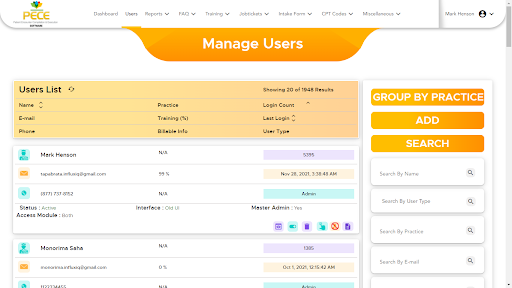 PECE
SOFTWARE
Dashboard Users Reports FAQ Training Jobtickets Intake Form CPT Codes Miscellaneous Mark Henson
Manage Users
Users List Showing 20 of 1948 Results
Name Practice Login Count
E-mail Training (%) Last Login
Phone Billable Info User Type
Mark Henson N/A 5395
tapabrata.influxiq@gmail.com 99 % Nov 26, 2021, 3:38:48 AM
(877) 737-8152 N/A Admin
Status : Active Interface : Old UI Master Admin : Yes
Access Module : Both
Monorima Saha N/A 1385
monorima.influxiq@gmail.com 0 % Oct 1, 2021, 12:15:42 AM
N/A Admin
GROUP BY PRACTICE
ADD
SEARCH
Search By Name
Search By User Type
Search By Practice
Search By E-mail